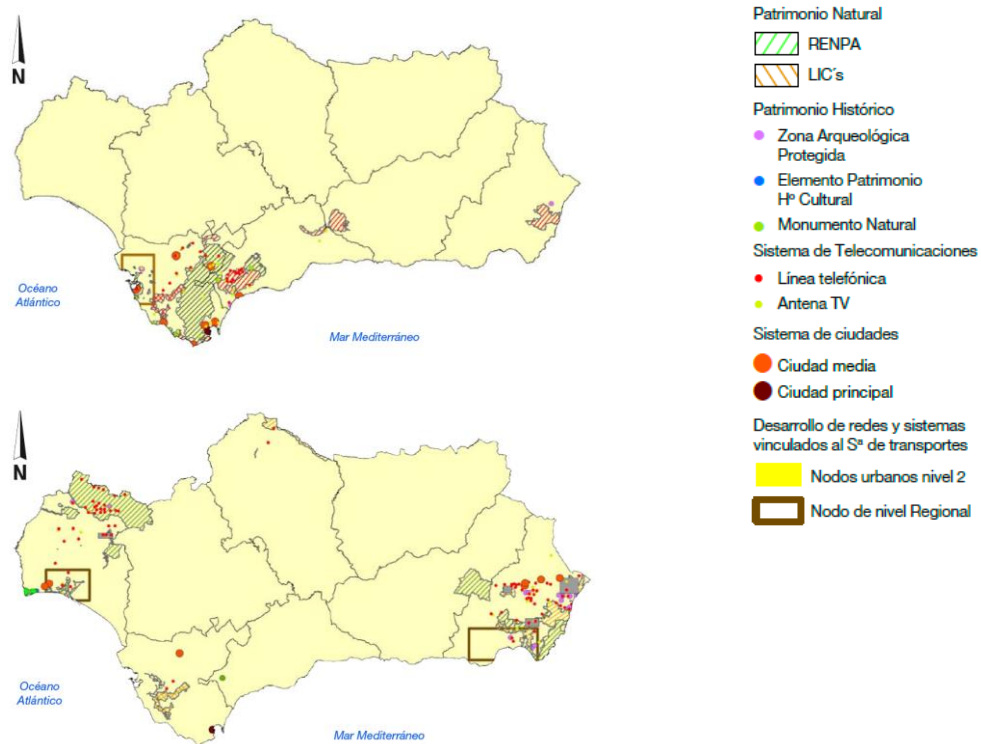 N
Océano
Atlántico
Mar Mediterráneo
N
Océano
Atlántico
Mar Mediterráneo
Patrimonio Natural
RENPA
LIC´s
Patrimonio Histórico
Zona Arqueológica
Protegida
Elemento Patrimonio
Hº Cultural
Monumento Natural
Sistema de Telecomunicaciones
Línea telefónica
Antena TV
Sistema de ciudades
Ciudad media
Ciudad principal
Desarrollo de redes y sistemas
vinculados al Sª de transportes
Nodos urbanos nivel 2
Nodo de nivel Regional